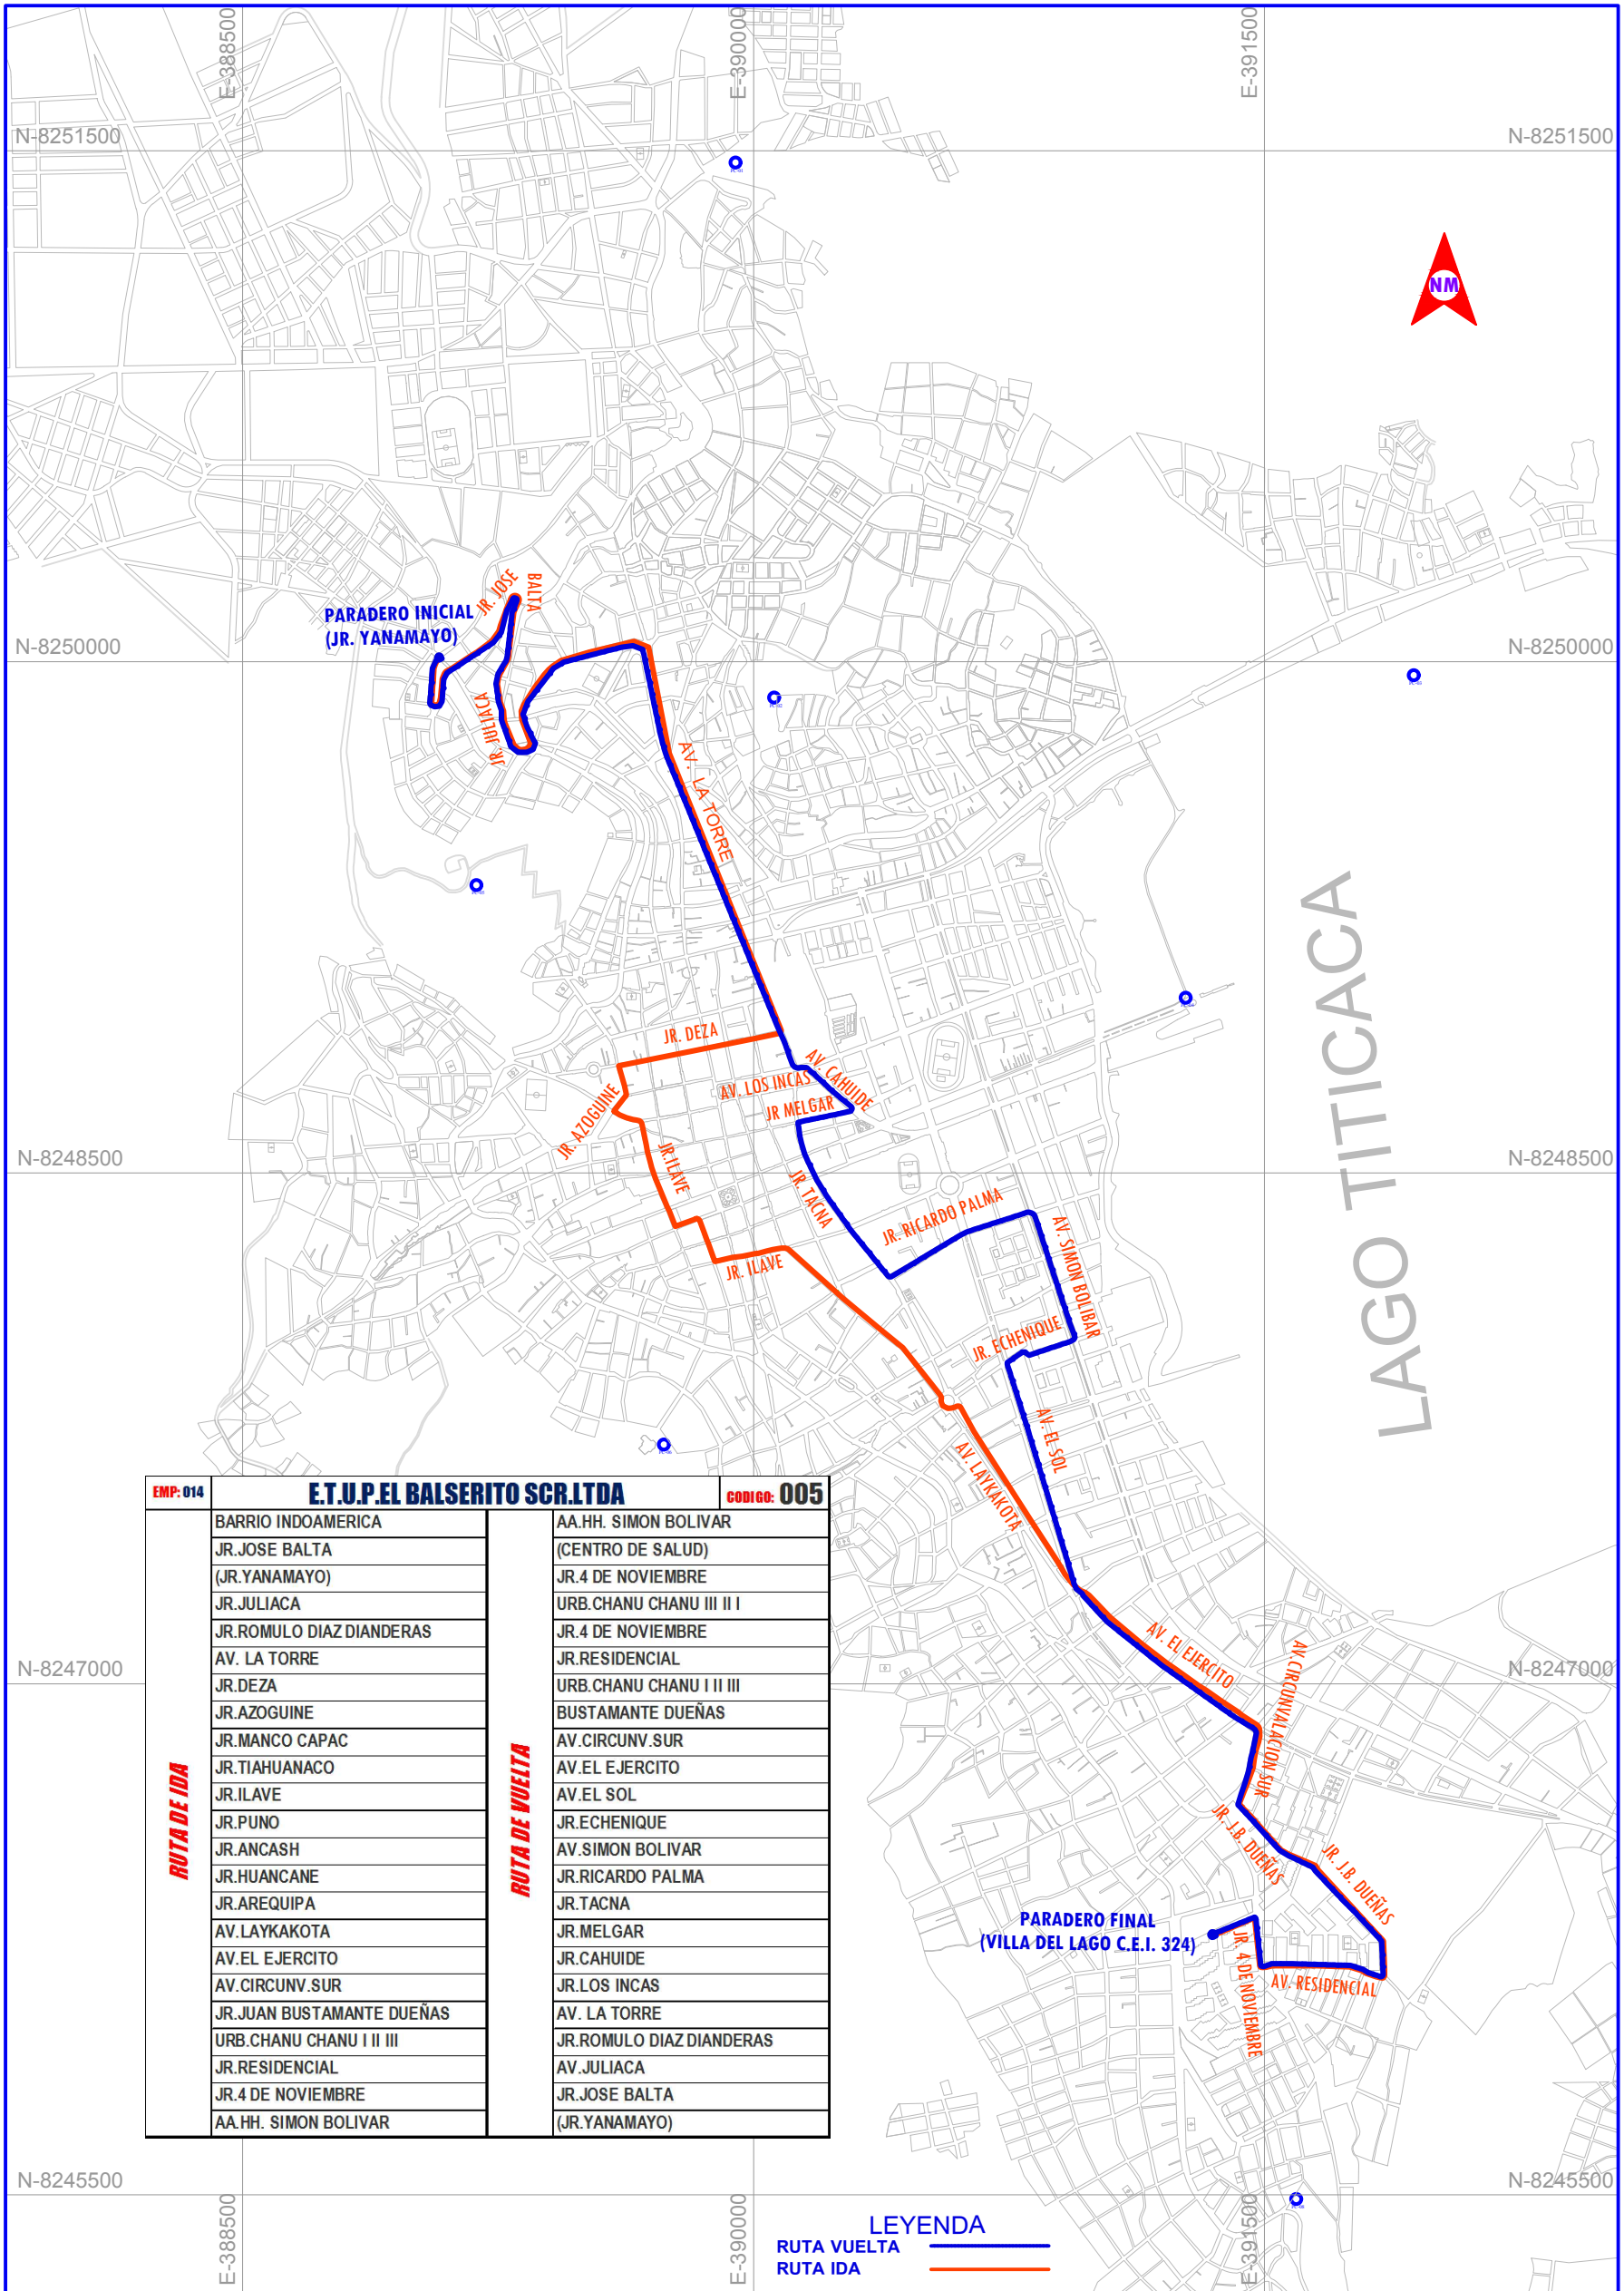 E-388500
E-390000
E-391500
N-8251500
N-8251500
NM
JR. JOSE
BALTA
PARADERO INICIAL
(JR. YANAMAYO)
N-8250000
N-8250000
JR. JULIACA
AV. LA TORRE
LAGO TITICACA
JR. DEZA
AV. CAHUIDE
AV. LOS INCAS
JR MELGAR
JR. AZOGUINE
JR.ILAVE
N-8248500
N-8248500
JR. TACNA
JR. RICARDO PALMA
AV. SIMON BOLIBAR
JR. ILAVE
JR. ECHENIQUE
AV. EL SOL
AV. LAYKAKOTA
EMP: 014
E.T.U.P.EL BALSERITO SCR.LTDA
CODIGO: 005
RUTA DE IDA
BARRIO INDOAMERICA
JR.JOSE BALTA
(JR.YANAMAYO)
JR.JULIACA
JR.ROMULO DIAZ DIANDERAS
AV. LA TORRE
JR.DEZA
JR.AZOGUINE
JR.MANCO CAPAC
JR.TIAHUANACO
JR.ILAVE
JR.PUNO
JR.ANCASH
JR.HUANCANE
JR.AREQUIPA
AV.LAYKAKOTA
AV.EL EJERCITO
AV.CIRCUNV.SUR
JR.JUAN BUSTAMANTE DUEÑAS
URB.CHANU CHANU I II III
JR.RESIDENCIAL
JR.4 DE NOVIEMBRE
AA.HH. SIMON BOLIVAR
RUTA DE VUELTA
AA.HH. SIMON BOLIVAR
(CENTRO DE SALUD)
JR.4 DE NOVIEMBRE
URB.CHANU CHANU III II I
JR.4 DE NOVIEMBRE
JR.RESIDENCIAL
URB.CHANU CHANU I II III
BUSTAMANTE DUEÑAS
AV.CIRCUNV.SUR
AV.EL EJERCITO
AV.EL SOL
JR.ECHENIQUE
AV.SIMON BOLIVAR
JR.RICARDO PALMA
JR.TACNA
JR.MELGAR
JR.CAHUIDE
JR.LOS INCAS
AV. LA TORRE
JR.ROMULO DIAZ DIANDERAS
AV.JULIACA
JR.JOSE BALTA
(JR.YANAMAYO)
AV. EL EJERCITO
AV.CIRCUNVALACION SUR
N-8247000
N-8247000
JR. J.B. DUEÑAS
JR. J.B. DUEÑAS
PARADERO FINAL
(VILLA DEL LAGO C.E.I. 324)
JR. 4 DE NOVIEMBRE
AV. RESIDENCIAL
N-8245500
N-8245500
E-388500
E-390000
E-391500
LEYENDA
RUTA VUELTA
RUTA IDA